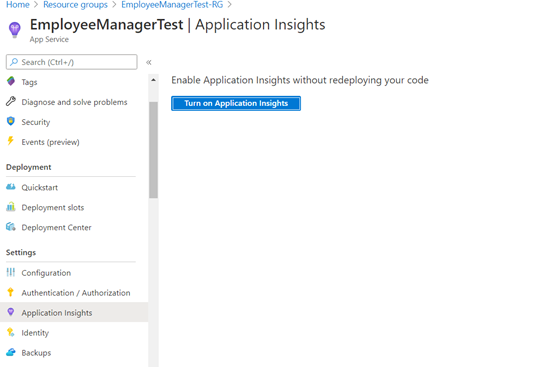 Home > Resource groups > EmployeeManagerTest-RG >
EmployeeManagerTest | Application Insights
App Service
Search (Ctrl+/)
«
Tags
Diagnose and solve problems
Security
Events (preview)
Deployment
Quickstart
Deployment slots
Deployment Center
Settings
Configuration
Authentication / Authorization
Application Insights
Identity
Backups
Enable Application Insights without redeploying your code
Turn on Application Insights